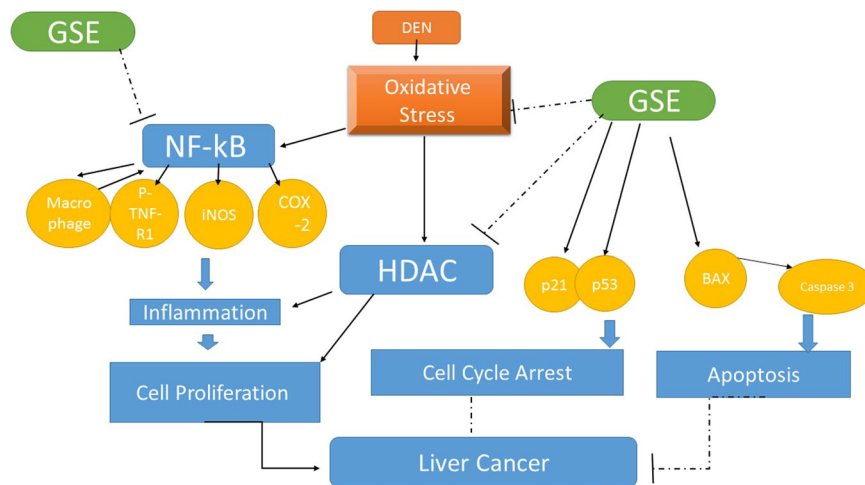 GSE
DEN
Oxidative
Stress
GSE
NF-kB
Macro
phage
P-
TNF-
R1
iNOS
COX
-2
HDAC
p21
p53
BAX
Caspase 3
Inflammation
Cell Proliferation
Cell Cycle Arrest
Apoptosis
Liver Cancer